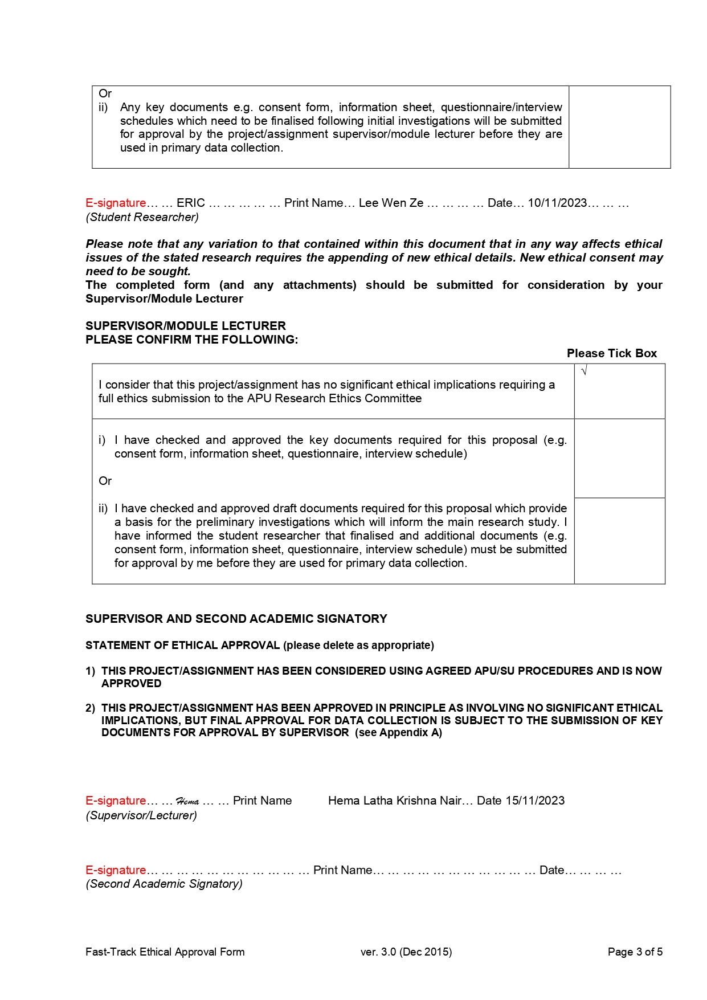 Or
ii) Any key documents e.g. consent form, information sheet, questionnaire/interview
schedules which need to be finalised following initial investigations will be submitted
for approval by the project/assignment supervisor/module lecturer before they are
used in primary data collection.
E-signature… … ERIC … … … … … Print Name… Lee Wen Ze … … … … Date… 10/11/2023… … …
(Student Researcher)
Please note that any variation to that contained within this document that in any way affects ethical
issues of the stated research requires the appending of new ethical details. New ethical consent may
need to be sought.
The completed form (and any attachments) should be submitted for consideration by your
Supervisor/Module Lecturer
SUPERVISOR/MODULE LECTURER
PLEASE CONFIRM THE FOLLOWING:
Please Tick Box
√
I consider that this project/assignment has no significant ethical implications requiring a
full ethics submission to the APU Research Ethics Committee
i) I have checked and approved the key documents required for this proposal (e.g.
consent form, information sheet, questionnaire, interview schedule)
Or
ii) I have checked and approved draft documents required for this proposal which provide
a basis for the preliminary investigations which will inform the main research study. I
have informed the student researcher that finalised and additional documents (e.g.
consent form, information sheet, questionnaire, interview schedule) must be submitted
for approval by me before they are used for primary data collection.
SUPERVISOR AND SECOND ACADEMIC SIGNATORY
STATEMENT OF ETHICAL APPROVAL (please delete as appropriate)
1) THIS PROJECT/ASSIGNMENT HAS BEEN CONSIDERED USING AGREED APU/SU PROCEDURES AND IS NOW
APPROVED
2) THIS PROJECT/ASSIGNMENT HAS BEEN APPROVED IN PRINCIPLE AS INVOLVING NO SIGNIFICANT ETHICAL
IMPLICATIONS, BUT FINAL APPROVAL FOR DATA COLLECTION IS SUBJECT TO THE SUBMISSION OF KEY
DOCUMENTS FOR APPROVAL BY SUPERVISOR (see Appendix A)
E-signature… … Hema … … Print Name Hema Latha Krishna Nair… Date 15/11/2023
(Supervisor/Lecturer)
E-signature… … … … … … … … … … … Print Name… … … … … … … … … … … Date… … … …
(Second Academic Signatory)
Fast-Track Ethical Approval Form ver. 3.0 (Dec 2015) Page 3 of 5